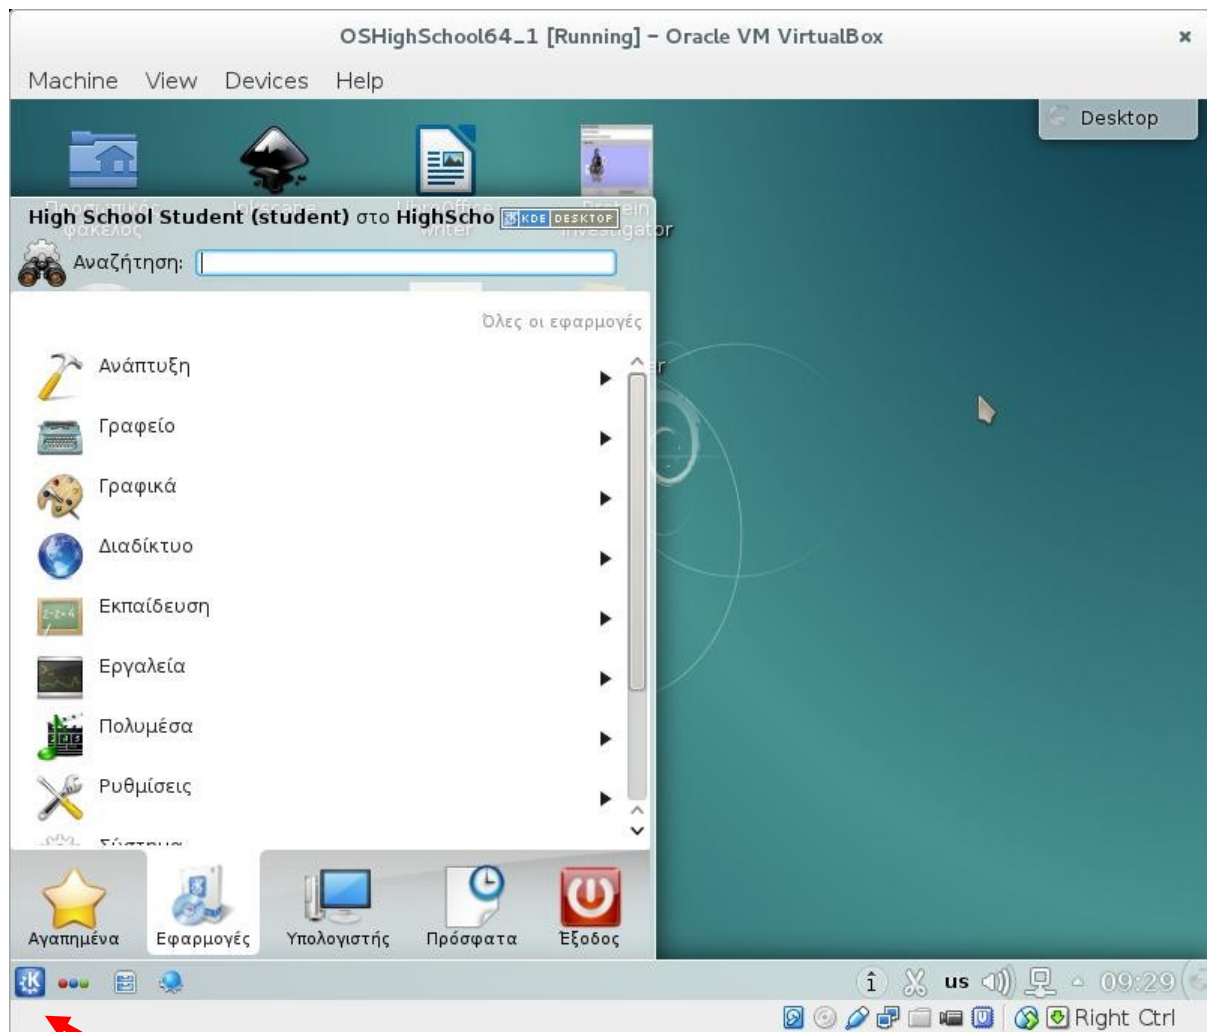 OSHighSchool64_1 [Running] – Oracle VM VirtualBox
Machine View Devices Help
Desktop
High School Student (student) στο HighScho KDE DESKTOP
Αναζήτηση:
Όλες οι εφαρμογές
Ανάπτυξη
Γραφείο
Γραφικά
Διαδίκτυο
Εκπαίδευση
Εργαλεία
Πολυμέσα
Ρυθμίσεις
Σύστημα
Αγαπημένα Εφαρμογές Υπολογιστής Πρόσφατα Έξοδος
us 09:29
Right Ctrl